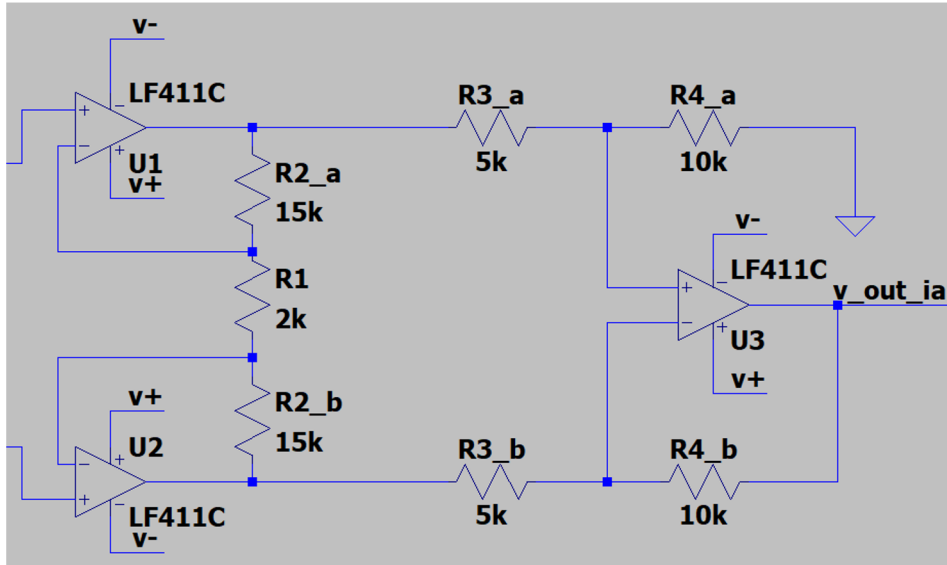 v-
LF411C
+
−
−
+
U1
v+
R2_a
15k
R3_a
5k
R4_a
10k
R1
2k
v-
LF411C
+
−
−
+
U3
v+
v_out_ia
v+
U2
−
+
+
−
LF411C
v-
R2_b
15k
R3_b
5k
R4_b
10k